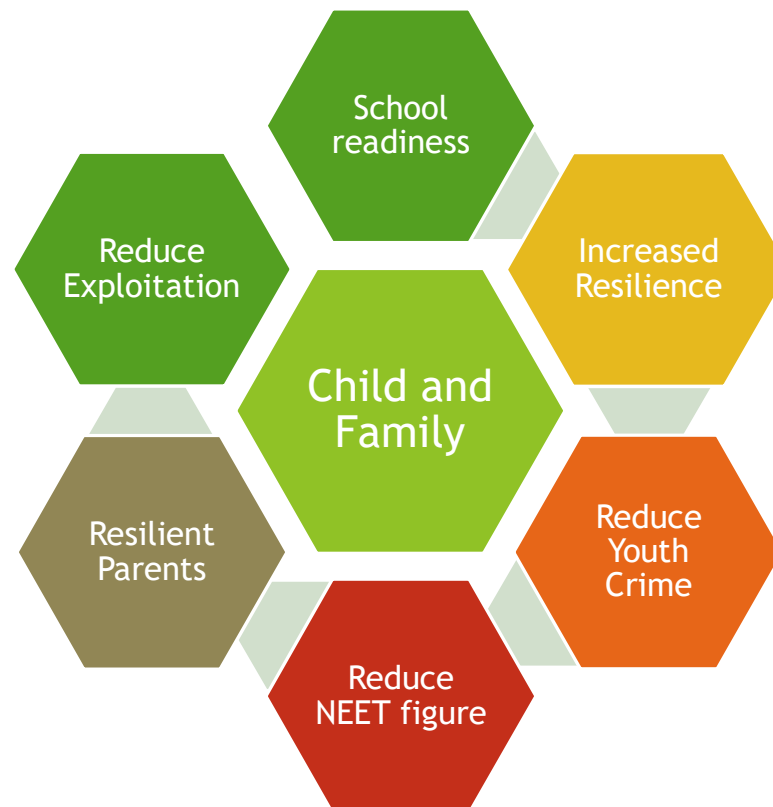 School
readiness
Increased
Resilience
Reduce
Youth
Crime
Reduce
NEET figure
Resilient
Parents
Reduce
Exploitation
Child and
Family